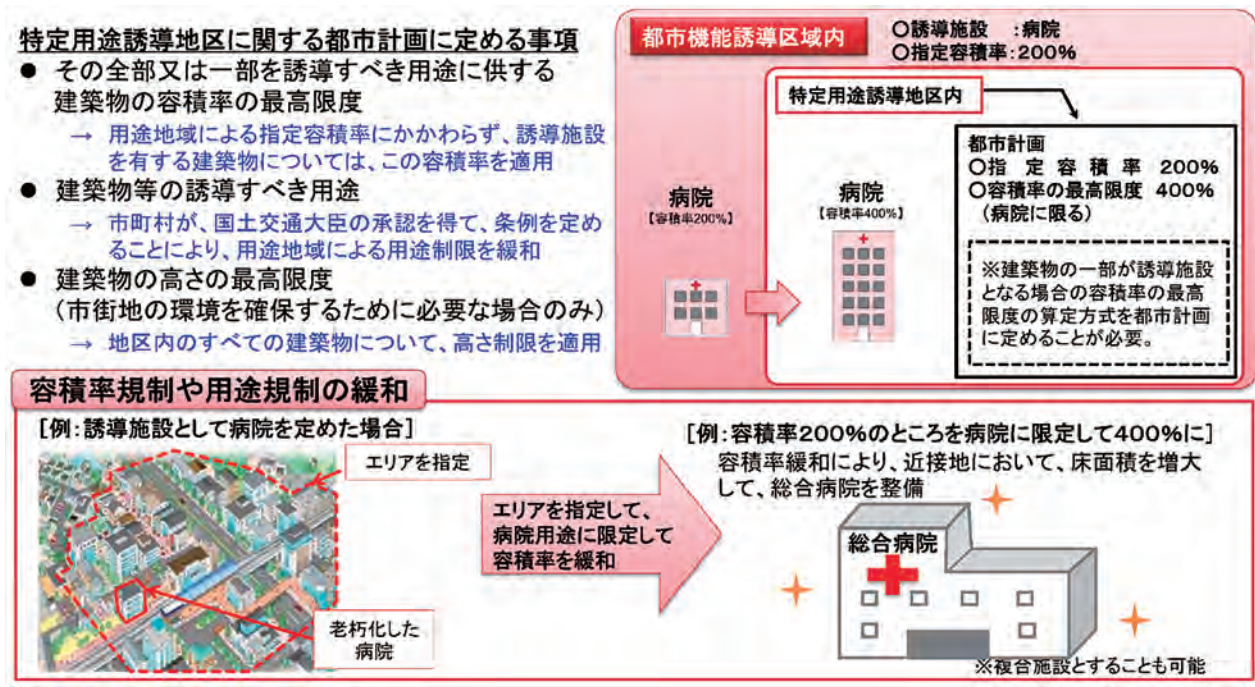 特定用途誘導地区に関する都市計画に定める事項
● その全部又は一部を誘導すべき用途に供する
建築物の容積率の最高限度
→ 用途地域による指定容積率にかかわらず、誘導施設
を有する建築物については、この容積率を適用
● 建築物等の誘導すべき用途
→ 市町村が、国土交通大臣の承認を得て、条例を定め
ることにより、用途地域による用途制限を緩和
● 建築物の高さの最高限度
(市街地の環境を確保するために必要な場合のみ)
→ 地区内のすべての建築物について、高さ制限を適用
都市機能誘導区域内
○誘導施設 :病院
○指定容積率:200%
特定用途誘導地区内
病院
【容積率200%】
病院
【容積率400%】
都市計画
○指定容積率 200%
○容積率の最高限度 400%
(病院に限る)
※建築物の一部が誘導施設
となる場合の容積率の最高
限度の算定方式を都市計画
に定めることが必要。
容積率規制や用途規制の緩和
[例:誘導施設として病院を定めた場合]
エリアを指定
老朽化した
病院
エリアを指定して、
病院用途に限定して
容積率を緩和
[例:容積率200%のところを病院に限定して400%に]
容積率緩和により、近接地において、床面積を増大
して、総合病院を整備
総合病院
※複合施設とすることも可能